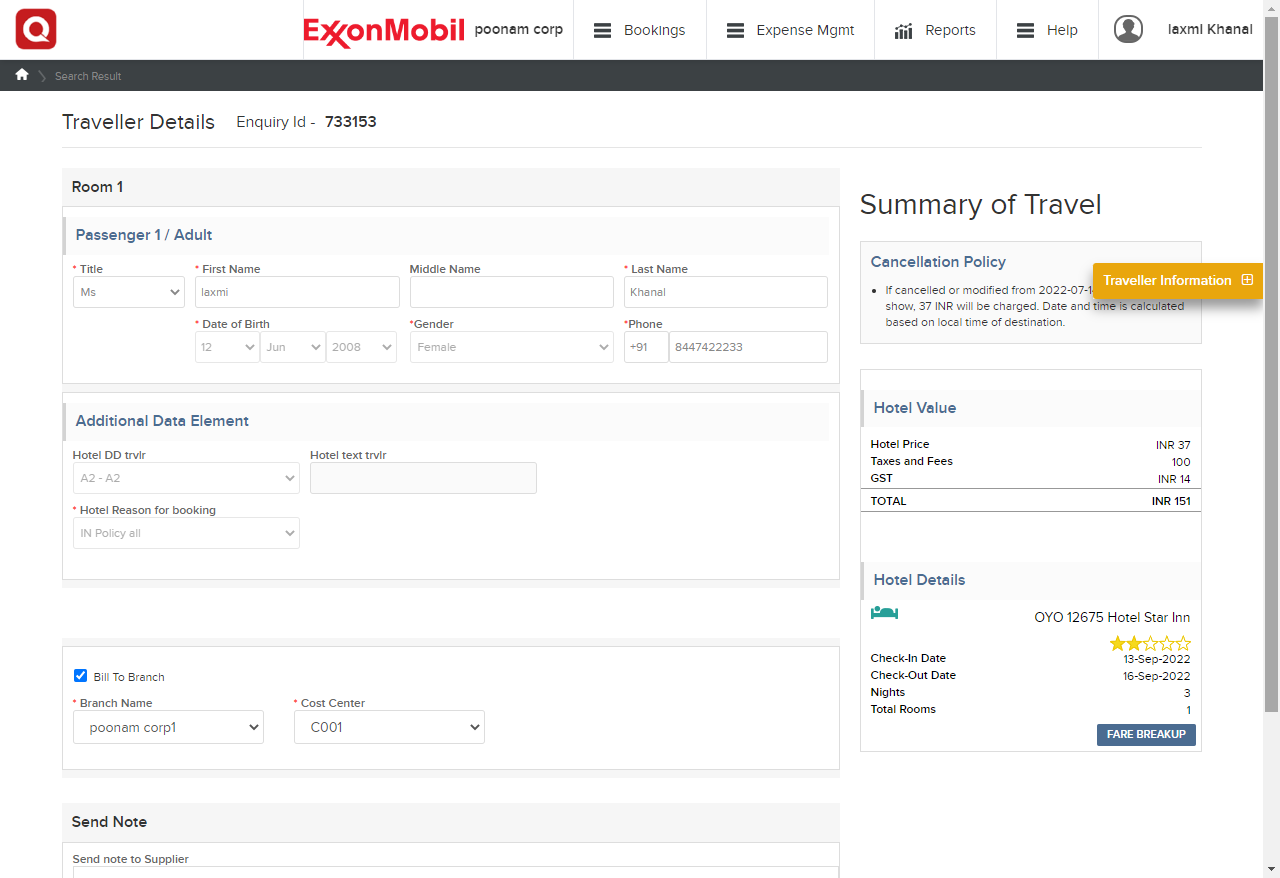 Q
ExxonMobil
poonam corp
Bookings
Expense Mgmt
Reports
Help
laxmi Khanal
Search Result
Traveller Details
Enquiry Id - 733153
Room 1
Passenger 1 / Adult
* Title
* First Name
Middle Name
* Last Name
Ms
laxmi
Khanal
* Date of Birth
*Gender
*Phone
12
Jun
2008
Female
+91
8447422233
Additional Data Element
Hotel DD trvlr
Hotel text trvlr
A2 - A2
* Hotel Reason for booking
IN Policy all
Bill To Branch
* Branch Name
* Cost Center
poonam corp1
C001
Send Note
Send note to Supplier
Summary of Travel
Cancellation Policy
Traveller Information
• If cancelled or modified from 2022-07-1
show, 37 INR will be charged. Date and time is calculated
based on local time of destination.
Hotel Value
Hotel Price INR 37
Taxes and Fees 100
GST INR 14
TOTAL INR 151
Hotel Details
OYO 12675 Hotel Star Inn
Check-In Date 13-Sep-2022
Check-Out Date 16-Sep-2022
Nights 3
Total Rooms 1
FARE BREAKUP